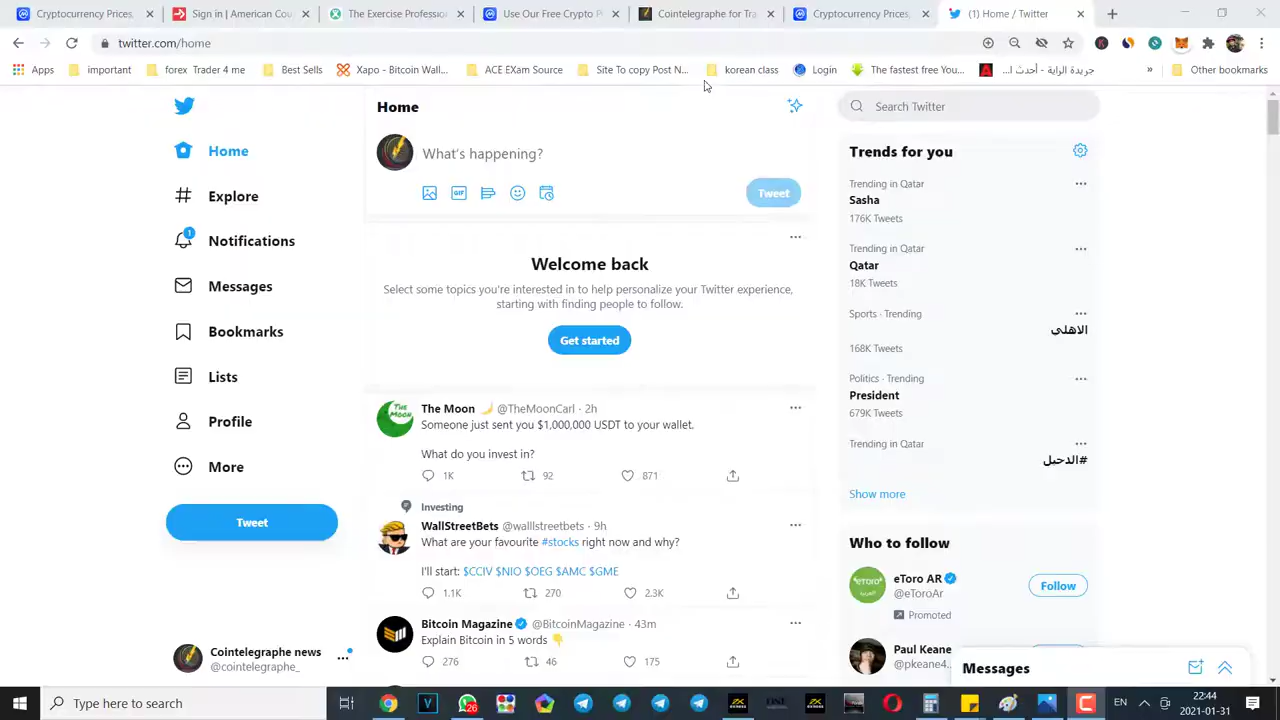 Cryptocurrency Prices,
Sign in | American Cou
The Exercise Profession
Use Our Free Crypto P
Cointelegraphe for Tra
Cryptocurrency Prices,
(1) Home / Twitter
twitter.com/home
Apps
important
forex Trader 4 me
Best Sells
Xapo - Bitcoin Wal...
ACE EXam Source
Site To copy Post N...
korean class
Login
The fastest free You...
جريدة الراية - أحدث ا...
»
Other bookmarks
Home
Search Twitter
What's happening?
GIF
Tweet
Home
Explore
1
Notifications
Messages
Bookmarks
Lists
Profile
More
Tweet
Cointelegraphe news
@cointelegraphe_
Welcome back
Select some topics you're interested in to help personalize your Twitter experience,
starting with finding people to follow.
Get started
The Moon 🌙 @TheMoonCarl · 2h
Someone just sent you $1,000,000 USDT to your wallet.
What do you invest in?
1K 92 871
Investing
WallStreetBets @walllstreetbets · 9h
What are your favourite #stocks right now and why?
I'll start: $CCIV $NIO $OEG $AMC $GME
1.1K 270 2.3K
Bitcoin Magazine @BitcoinMagazine · 43m
Explain Bitcoin in 5 words 👇
276 46 175
Trends for you
Trending in Qatar
Sasha
176K Tweets
Trending in Qatar
Qatar
18K Tweets
Sports · Trending
الاهلي
168K Tweets
Politics · Trending
President
679K Tweets
Trending in Qatar
#الدحيل
Show more
Who to follow
eToro AR
@eToroAr
Follow
Promoted
Paul Keane
@pkeane4...
Messages
Type here to search
EN
22:44
2021-01-31